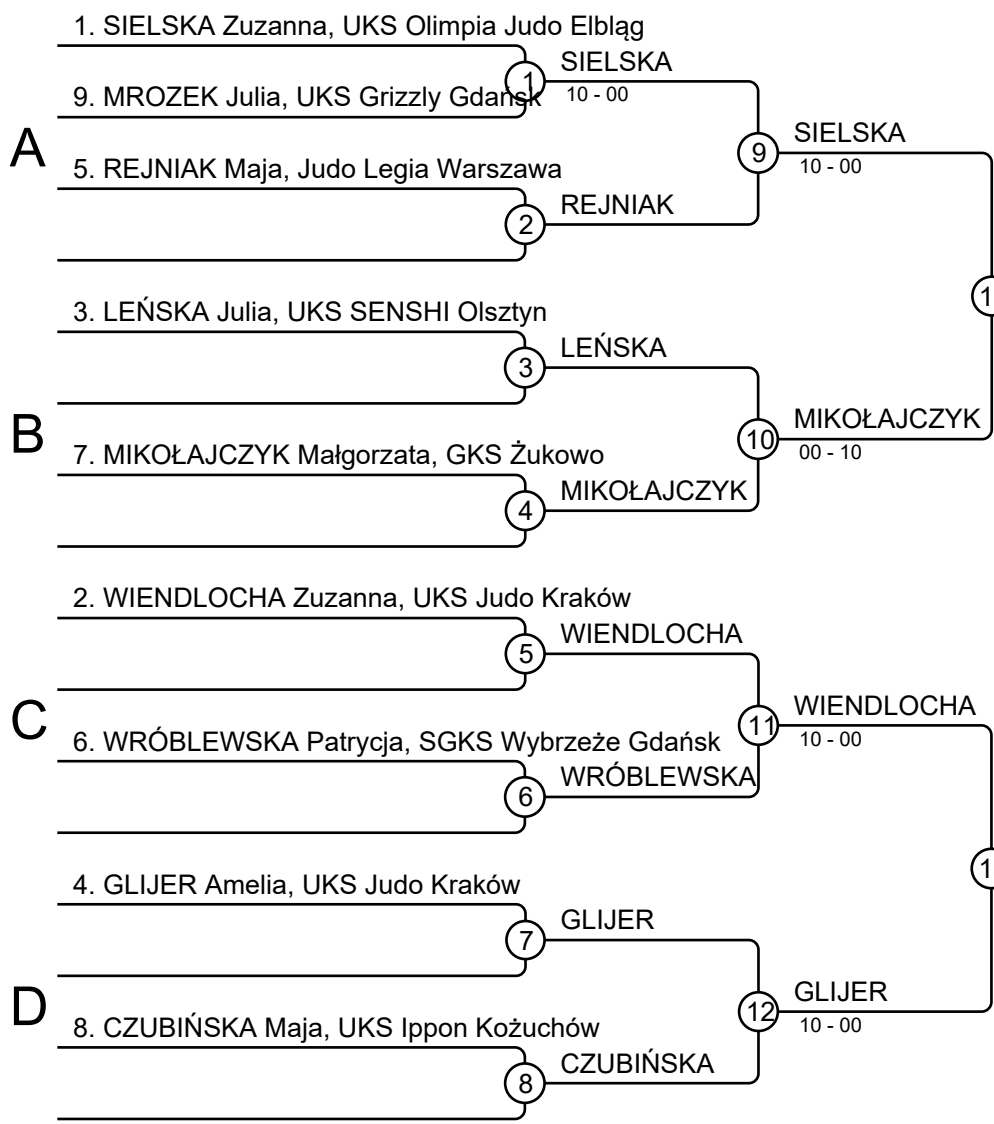 1. SIELSKA Zuzanna, UKS Olimpia Judo Elbląg
SIELSKA
1
10 - 00
9. MROZEK Julia, UKS Grizzly Gdańsk
A
SIELSKA
9
10 - 00
5. REJNIAK Maja, Judo Legia Warszawa
REJNIAK
2
1
3. LEŃSKA Julia, UKS SENSHI Olsztyn
LEŃSKA
3
B
MIKOŁAJCZYK
10
00 - 10
7. MIKOŁAJCZYK Małgorzata, GKS Żukowo
MIKOŁAJCZYK
4
2. WIENDLOCHA Zuzanna, UKS Judo Kraków
WIENDLOCHA
5
C
WIENDLOCHA
11
10 - 00
6. WRÓBLEWSKA Patrycja, SGKS Wybrzeże Gdańsk
WRÓBLEWSKA
6
1
4. GLIJER Amelia, UKS Judo Kraków
GLIJER
7
D
GLIJER
12
10 - 00
8. CZUBIŃSKA Maja, UKS Ippon Kożuchów
CZUBIŃSKA
8